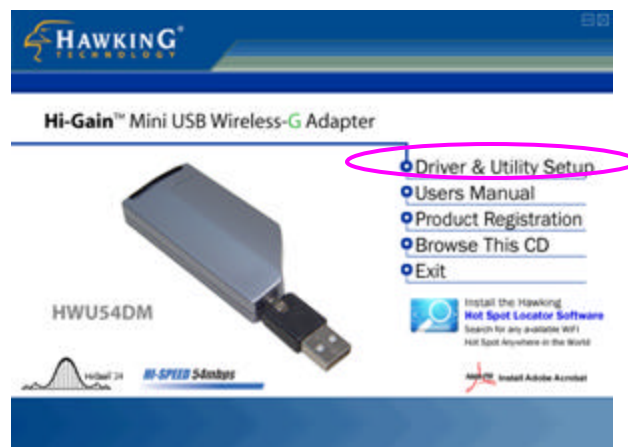 HAWKING
TECHNOLOGY
Hi-Gain™ Mini USB Wireless-G Adapter
Driver & Utility Setup
Users Manual
Product Registration
Browse This CD
Exit
HWU54DM
Install the Hawking
Hot Spot Locator Software
Search for any available WiFi
Hot Spot Anywhere in the World
HI-SPEED 54mbps
Install Adobe Acrobat